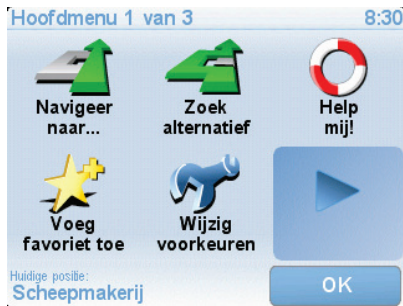 Hoofdmenu 1 van 3 8:30
Navigeer
naar...
Zoek
alternatief
Help
mij!
Voeg
favoriet toe
Wijzig
voorkeuren
Huidige positie:
Scheepmakerij
OK